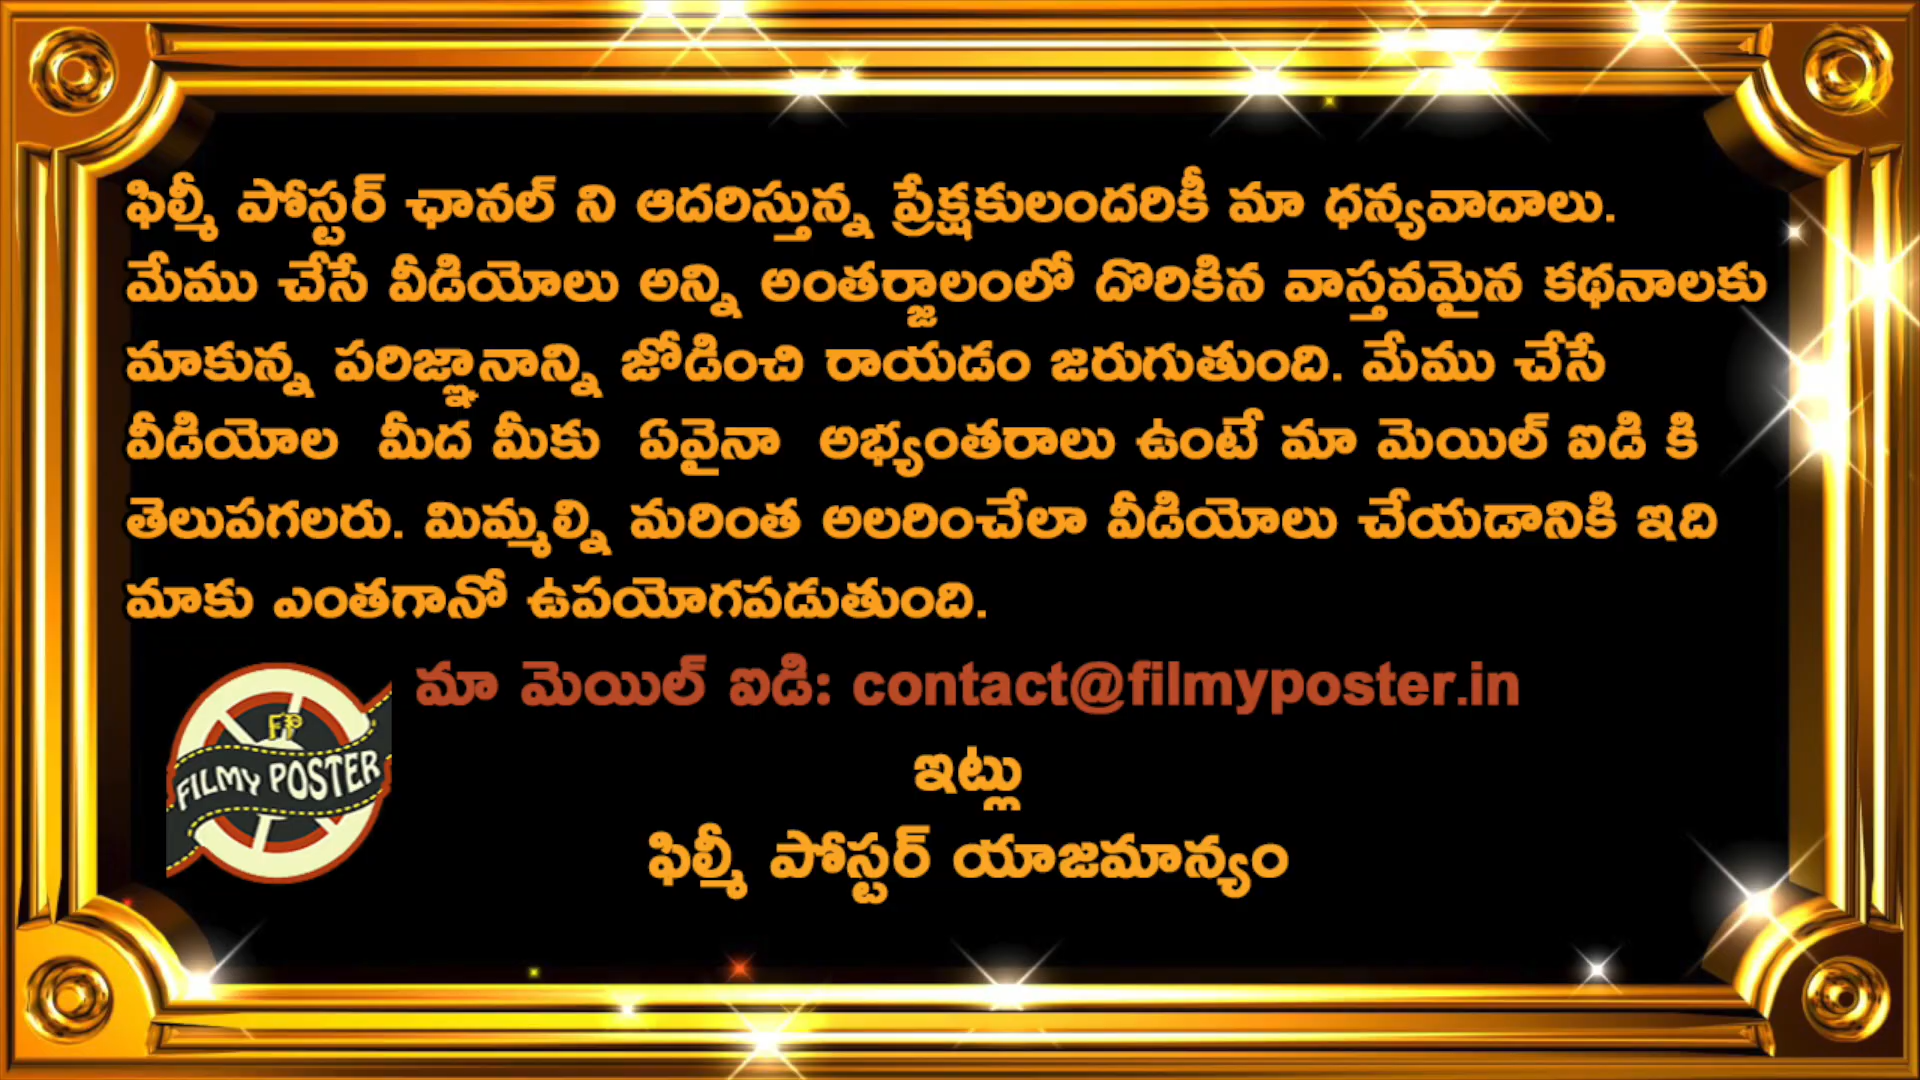 ఫిల్మీ పోస్టర్ ఛానల్ ని ఆదరిస్తున్న ప్రేక్షకులందరికీ మా ధన్యవాదాలు.
మేము చేసే వీడియోలు అన్ని అంతర్జాలంలో దొరికిన వాస్తవమైన కథనాలకు
మాకున్న పరిజ్ఞానాన్ని జోడించి రాయడం జరుగుతుంది. మేము చేసే
వీడియోల మీద మీకు ఏవైనా అభ్యంతరాలు ఉంటే మా మెయిల్ ఐడి కి
తెలుపగలరు. మిమ్మల్ని మరింత అలరించేలా వీడియోలు చేయడానికి ఇది
మాకు ఎంతగానో ఉపయోగపడుతుంది.
మా మెయిల్ ఐడి: contact@filmyposter.in
FP
FILMY POSTER
ఇట్లు
ఫిల్మీ పోస్టర్ యాజమాన్యం